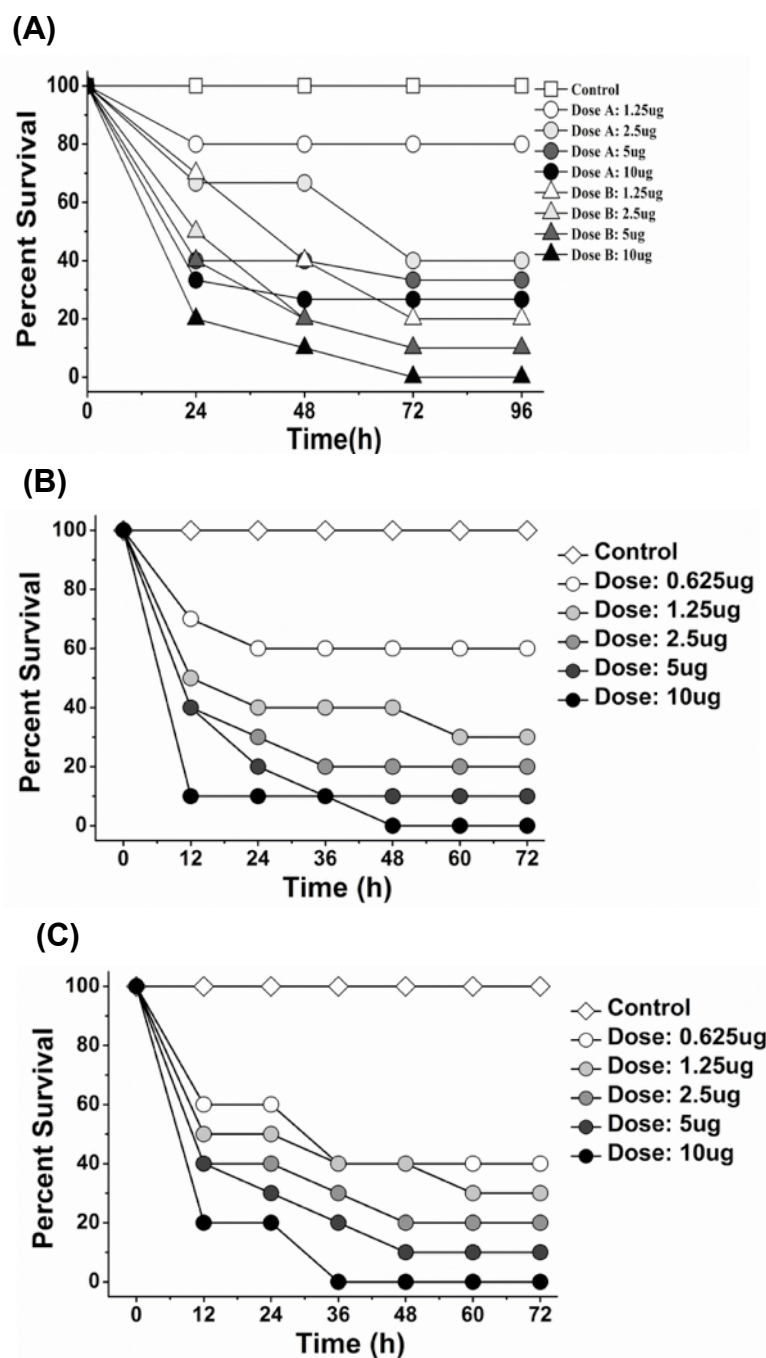 (A)
100
80
60
40
20
0
Percent Survival
0 24 48 72 96
Time(h)
Control
Dose A: 1.25ug
Dose A: 2.5ug
Dose A: 5ug
Dose A: 10ug
Dose B: 1.25ug
Dose B: 2.5ug
Dose B: 5ug
Dose B: 10ug
(B)
100
80
60
40
20
0
Percent Survival
0 12 24 36 48 60 72
Time (h)
Control
Dose: 0.625ug
Dose: 1.25ug
Dose: 2.5ug
Dose: 5ug
Dose: 10ug
(C)
100
80
60
40
20
0
Percent Survival
0 12 24 36 48 60 72
Time (h)
Control
Dose: 0.625ug
Dose: 1.25ug
Dose: 2.5ug
Dose: 5ug
Dose: 10ug